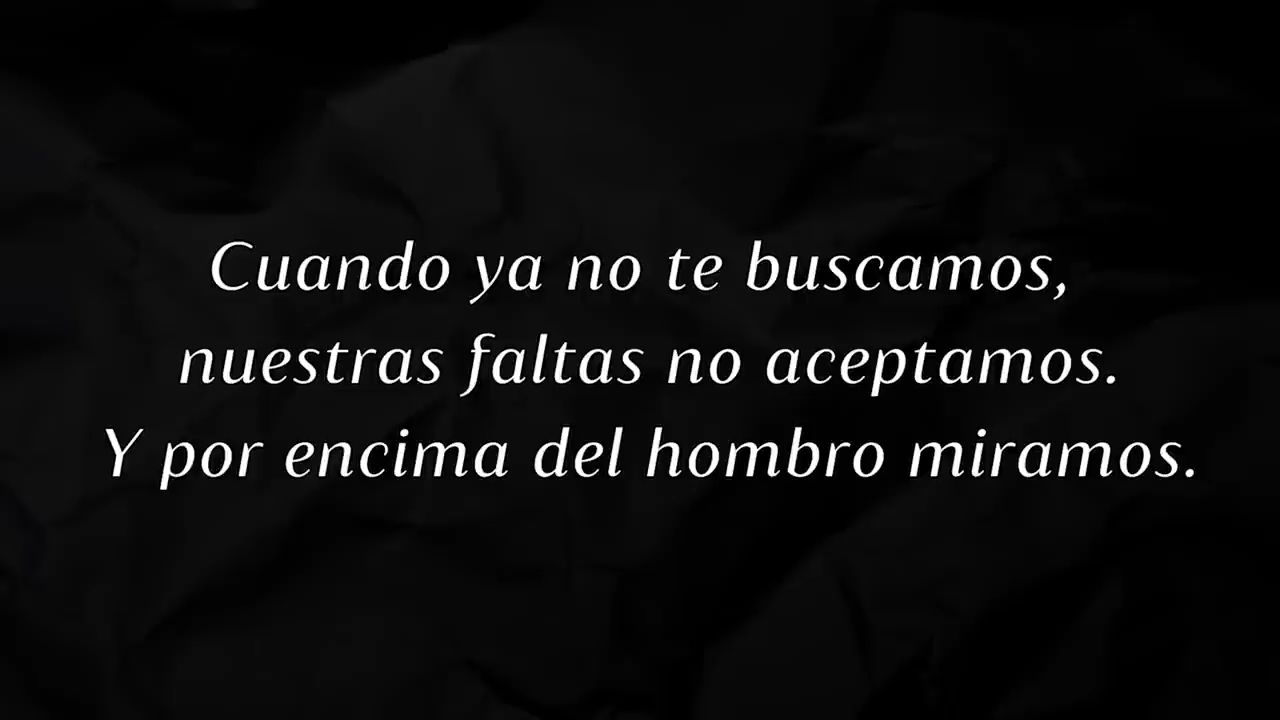 Cuando ya no te buscamos,
nuestras faltas no aceptamos.
Y por encima del hombro miramos.